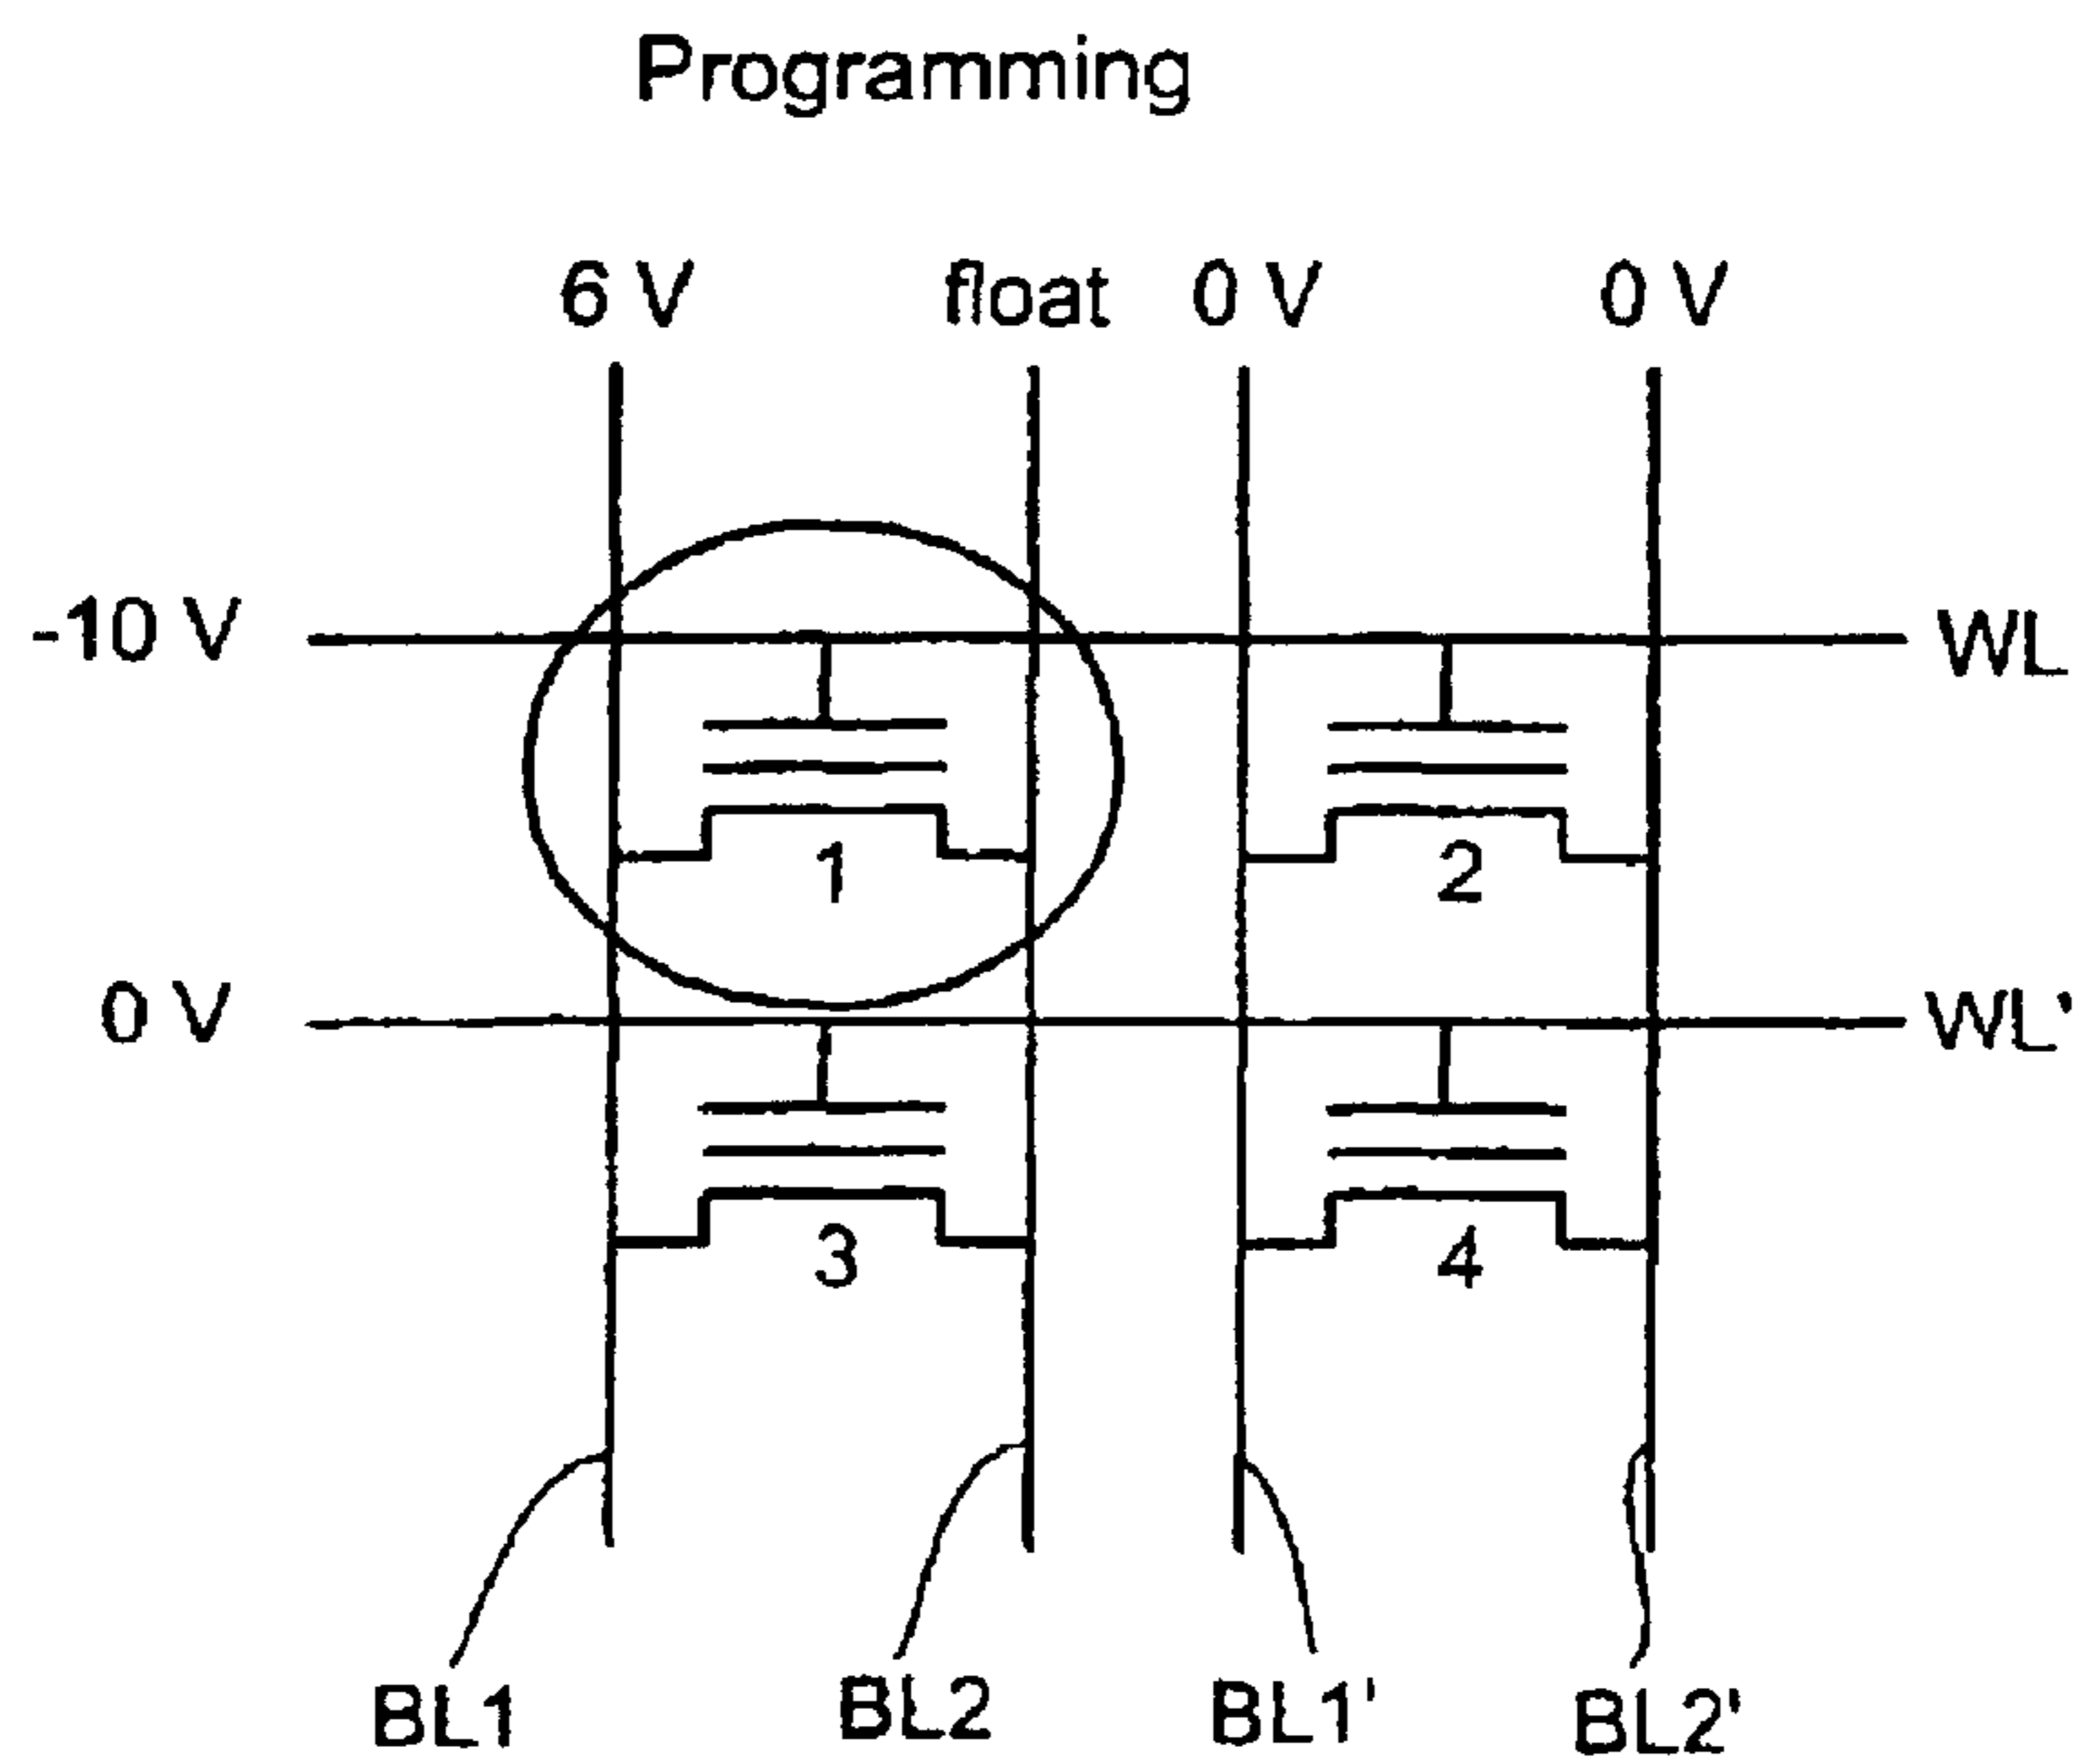 Programming
6 V float 0 V 0 V
-10 V WL
1 2
0 V WL'
3 4
BL1 BL2 BL1' BL2'